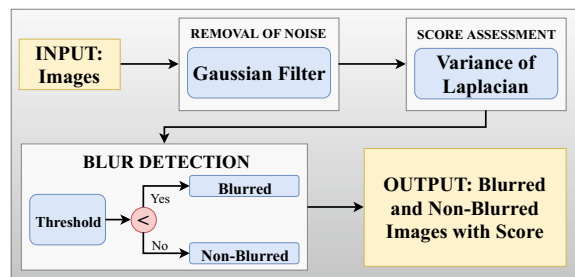 INPUT:
Images
REMOVAL OF NOISE
Gaussian Filter
SCORE ASSESSMENT
Variance of
Laplacian
BLUR DETECTION
Threshold
<
Yes
Blurred
No
Non-Blurred
OUTPUT: Blurred
and Non-Blurred
Images with Score